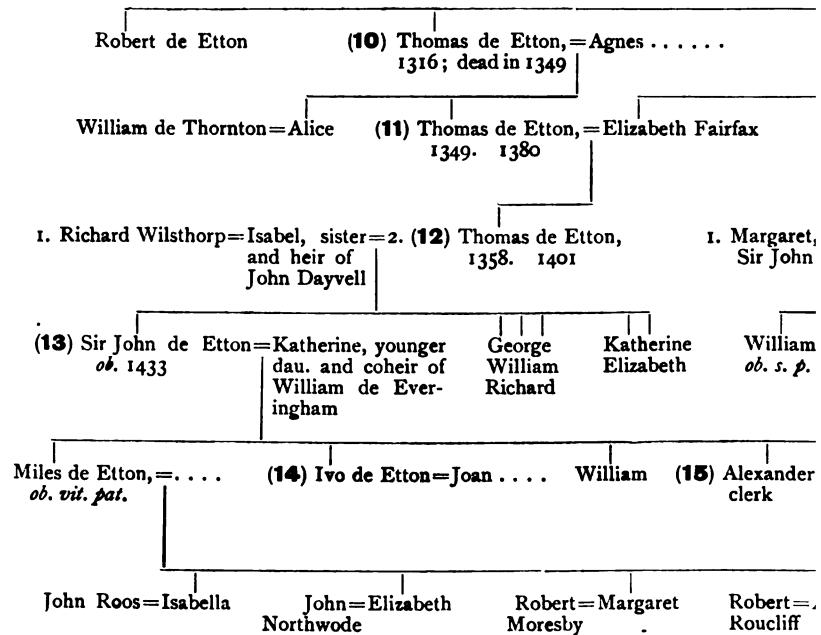 Robert de Etton (10) Thomas de Etton,=Agnes ......
1316; dead in 1349
William de Thornton=Alice (11) Thomas de Etton,=Elizabeth Fairfax
1349. 1380
1. Richard Wilsthorp=Isabel, sister=2. (12) Thomas de Etton, 1. Margaret,
and heir of 1358. 1401 Sir John
John Dayvell
(13) Sir John de Etton=Katherine, younger George Katherine William
ob. 1433 dau. and coheir of William Elizabeth ob. s. p.
William de Ever- Richard
ingham
Miles de Etton,=.... (14) Ivo de Etton=Joan .... William (15) Alexander
ob. vit. pat. clerk
John Roos=Isabella John=Elizabeth Robert=Margaret Robert=
Northwode Moresby Roucliff